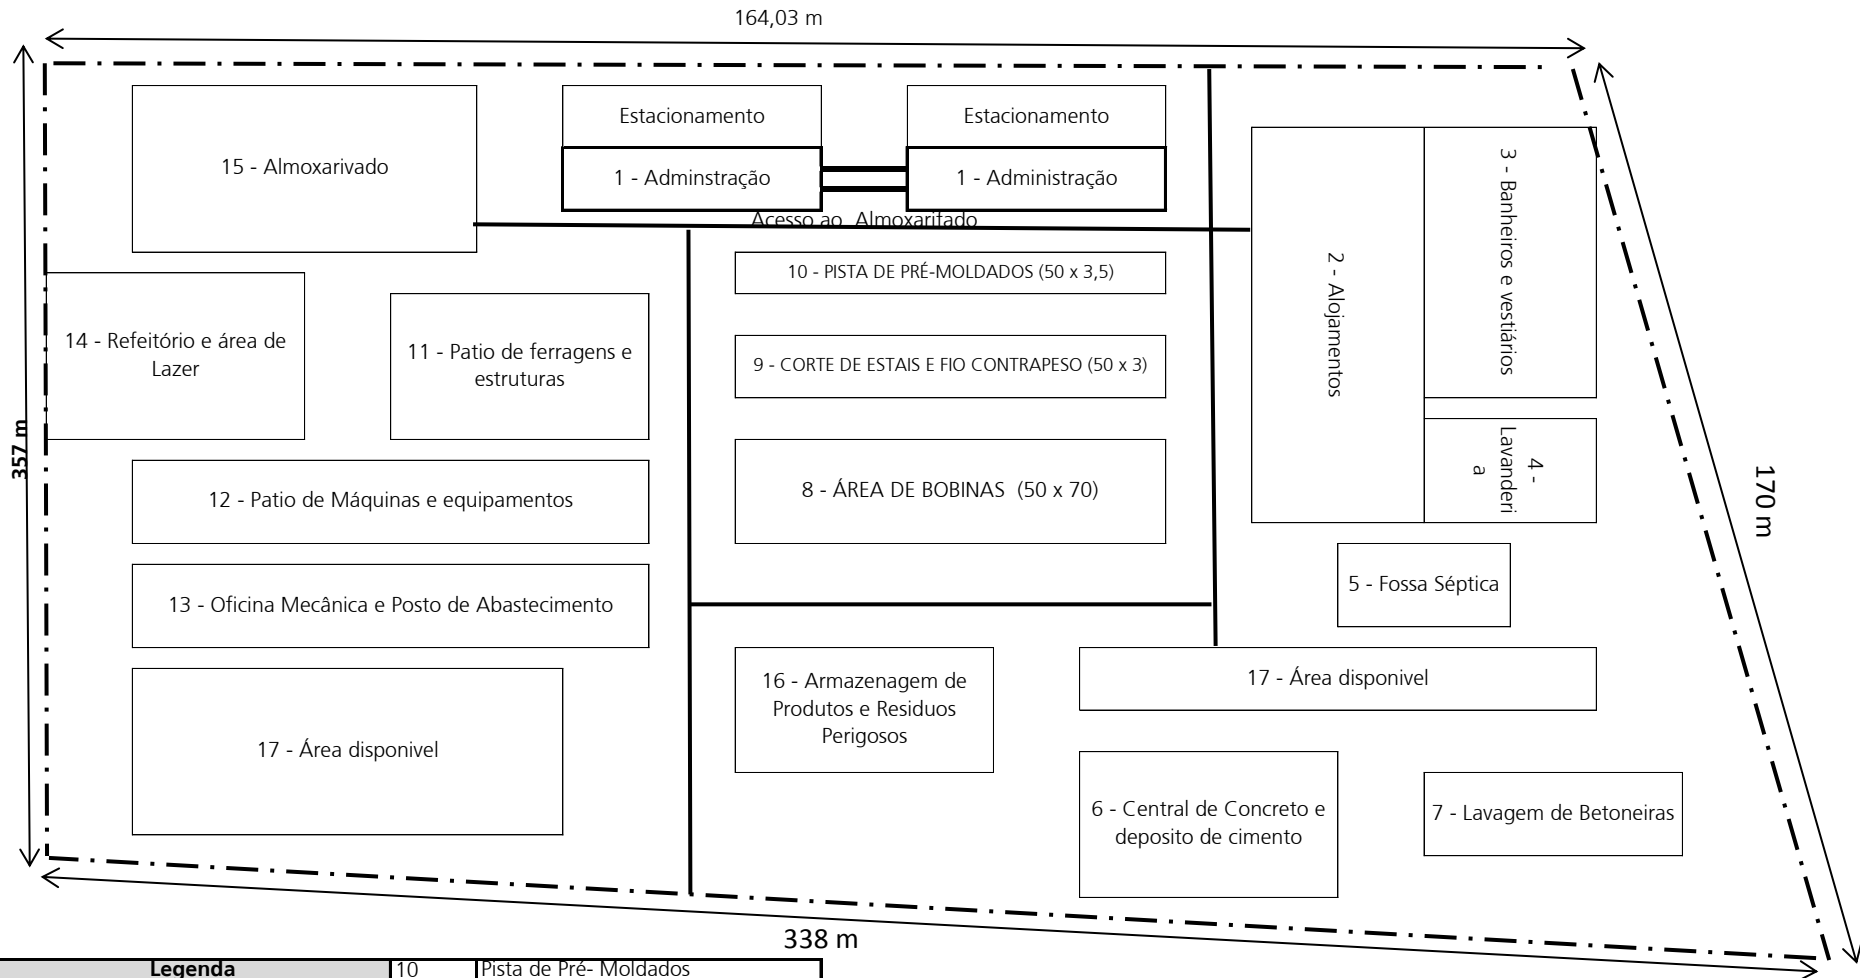 164,03 m
Estacionamento
Estacionamento
15 - Almoxarivado
1 - Adminstração
1 - Administração
Acesso ao  Almoxarifado
3 - Banheiros e vestiários
2 - Alojamentos
10 - PISTA DE PRÉ-MOLDADOS (50 x 3,5)
14 - Refeitório e área de
Lazer
11 - Patio de ferragens e
estruturas
9 - CORTE DE ESTAIS E FIO CONTRAPESO (50 x 3)
357 m
4 -
Lavanderi
a
170 m
12 - Patio de Máquinas e equipamentos
8 - ÁREA DE BOBINAS  (50 x 70)
5 - Fossa Séptica
13 - Oficina Mecânica e Posto de Abastecimento
16 - Armazenagem de
Produtos e Residuos
Perigosos
17 - Área disponivel
17 - Área disponivel
6 - Central de Concreto e
deposito de cimento
7 - Lavagem de Betoneiras
338 m
Legenda
10 Pista de Pré- Moldados